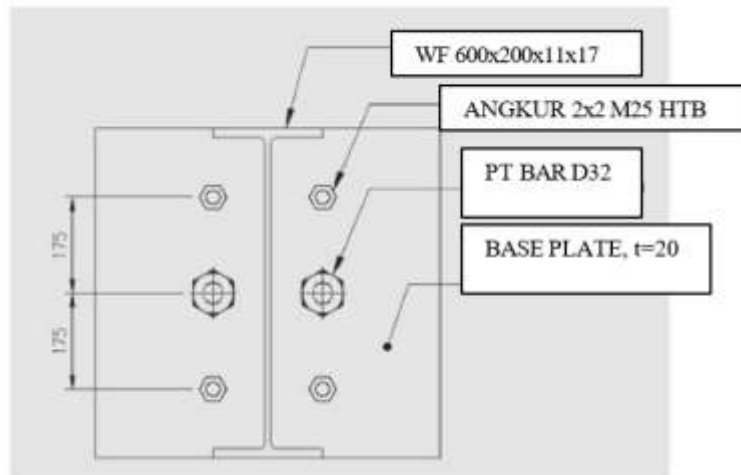 WF 600x200x11x17
ANGKUR 2x2 M25 HTB
PT BAR D32
BASE PLATE, t=20
175
175